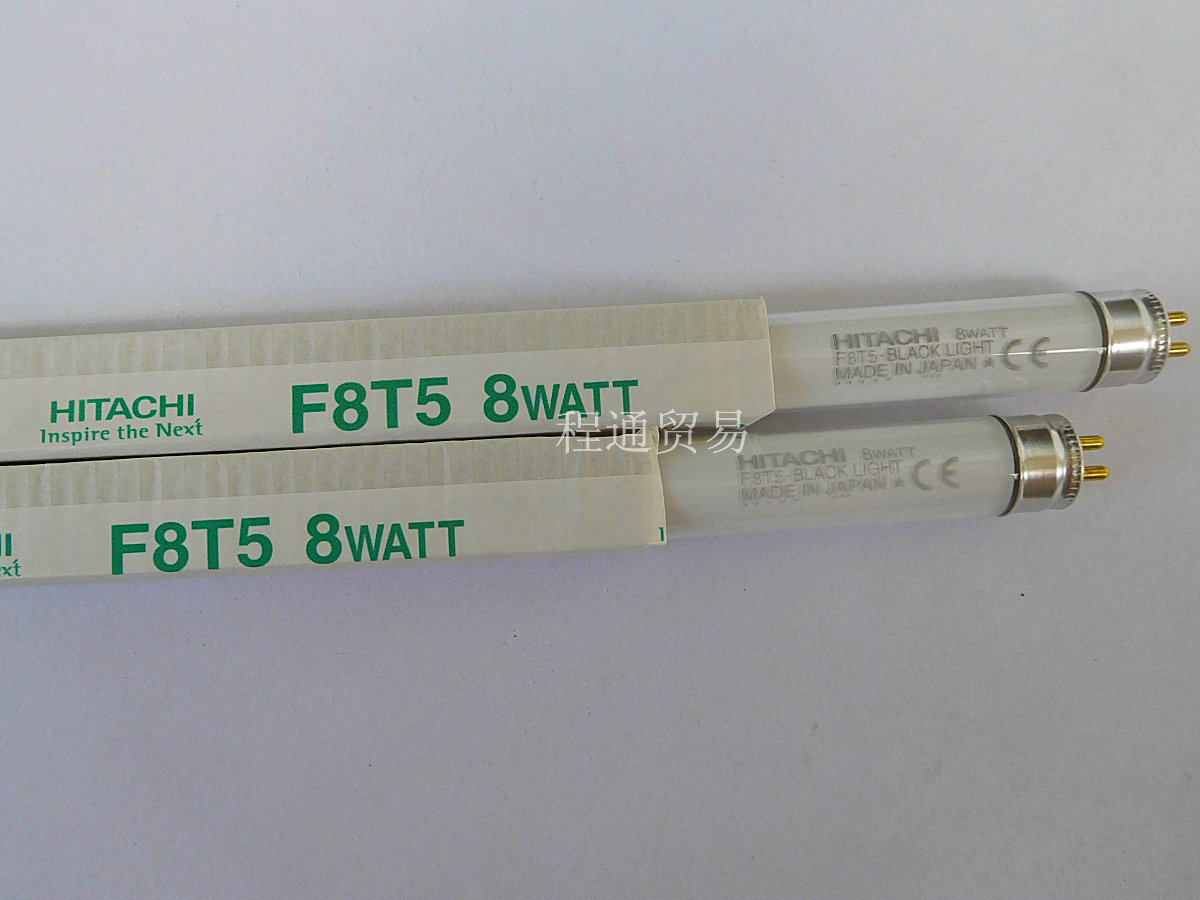 HITACHI
Inspire the Next
F8T5 8WATT
HITACHI 8WATT
F8T5-BLACK LIGHT
MADE IN JAPAN ★
CE
程通贸易
F8T5 8WATT
HITACHI 8WATT
F8T5-BLACK LIGHT
MADE IN JAPAN ★
CE